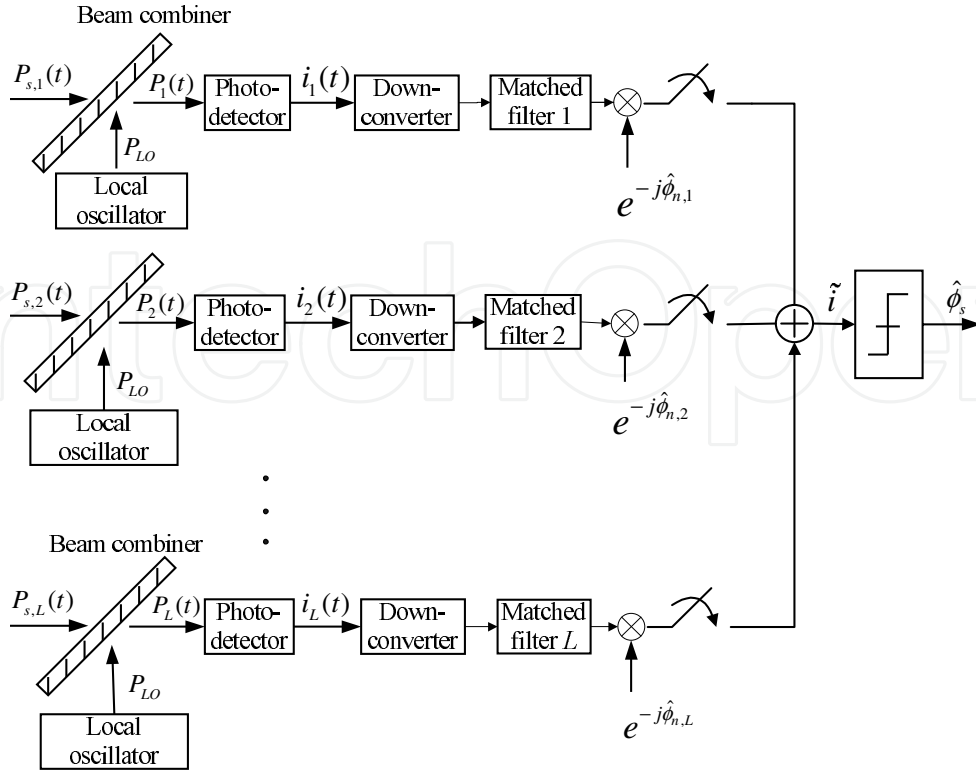 Beam combiner
P_{s,1}(t)
P_1(t)
Photo-
detector
i_1(t)
Down-
converter
Matched
filter 1
P_{LO}
Local
oscillator
e^{-j\hat{\phi}_{n,1}}
P_{s,2}(t)
P_2(t)
Photo-
detector
i_2(t)
Down-
converter
Matched
filter 2
\tilde{i}
\hat{\phi}_s
P_{LO}
Local
oscillator
e^{-j\hat{\phi}_{n,2}}
Beam combiner
P_{s,L}(t)
P_L(t)
Photo-
detector
i_L(t)
Down-
converter
Matched
filter L
P_{LO}
Local
oscillator
e^{-j\hat{\phi}_{n,L}}